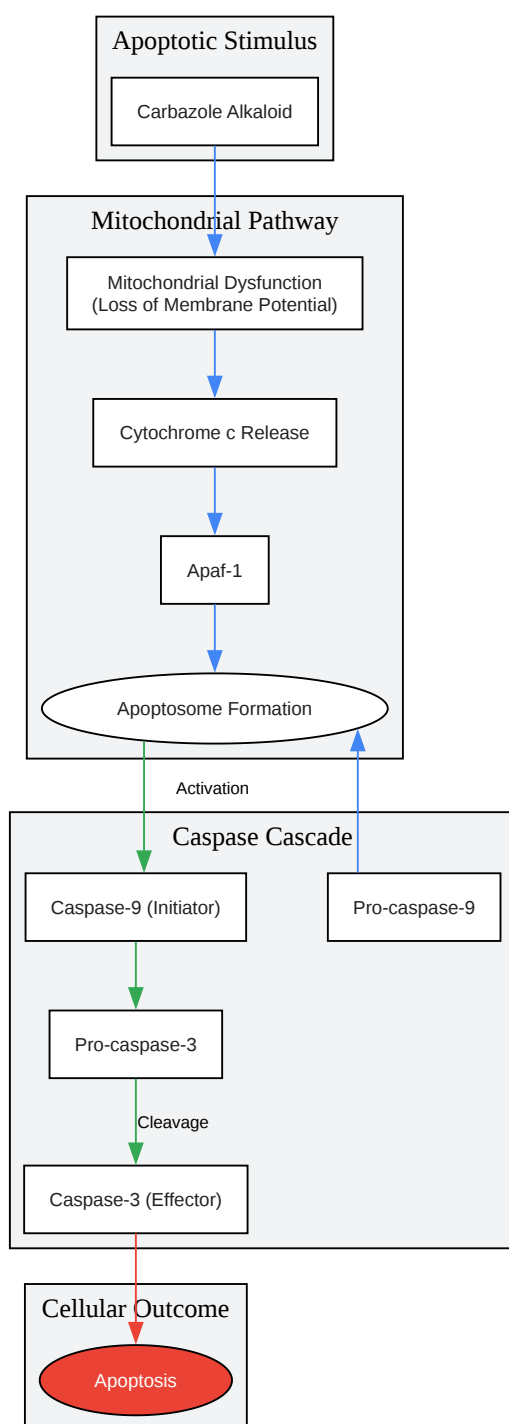 Apoptotic Stimulus
Carbazole Alkaloid
Mitochondrial Pathway
Mitochondrial Dysfunction
(Loss of Membrane Potential)
Cytochrome c Release
Apaf-1
Apoptosome Formation
Activation
Caspase Cascade
Caspase-9 (Initiator)
Pro-caspase-9
Pro-caspase-3
Cleavage
Caspase-3 (Effector)
Cellular Outcome
Apoptosis